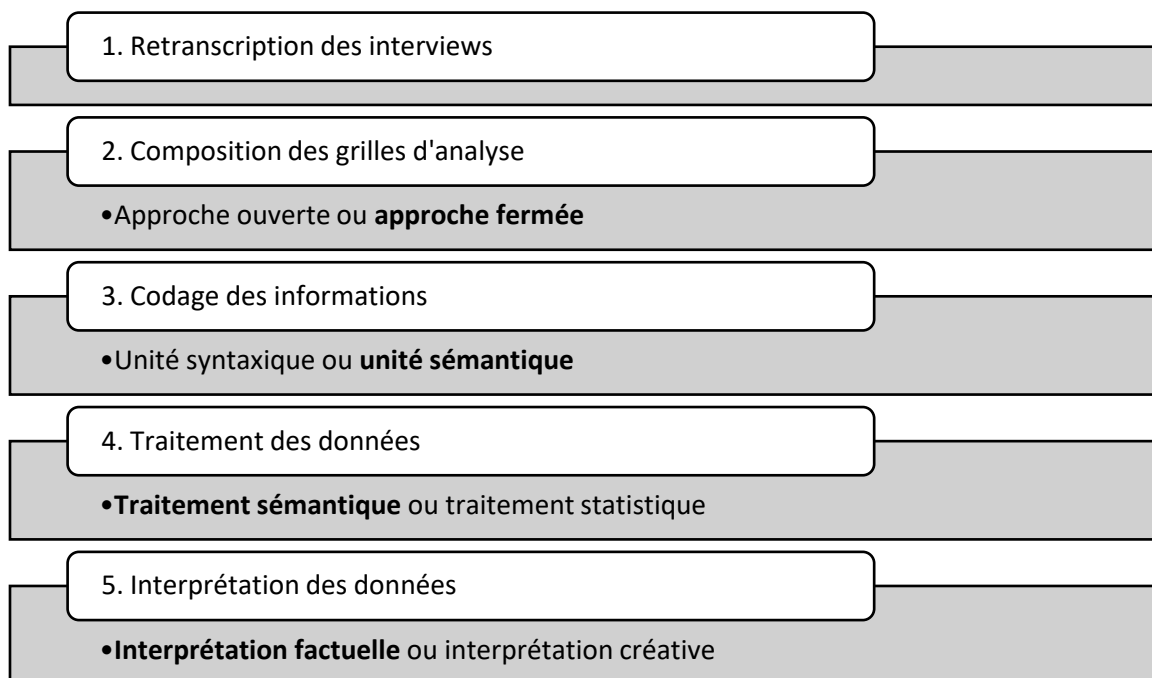 1. Retranscription des interviews
2. Composition des grilles d'analyse
•Approche ouverte ou approche fermée
3. Codage des informations
•Unité syntaxique ou unité sémantique
4. Traitement des données
•Traitement sémantique ou traitement statistique
5. Interprétation des données
•Interprétation factuelle ou interprétation créative